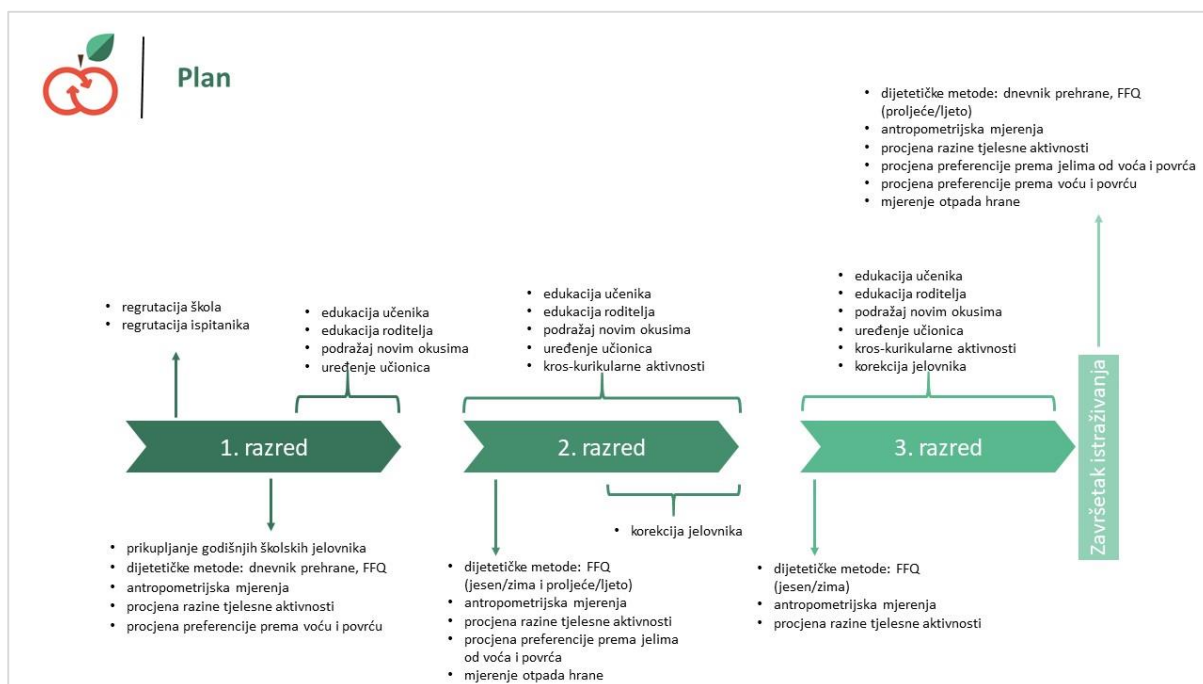 Plan
• regrutacija škola
• regrutacija ispitanika
• edukacija učenika
• edukacija roditelja
• podražaj novim okusima
• uređenje učionica
1. razred
• prikupljanje godišnjih školskih jelovnika
• dijetetičke metode: dnevnik prehrane, FFQ
• antropometrijska mjerenja
• procjena razine tjelesne aktivnosti
• procjena preferencije prema voću i povrću
• edukacija učenika
• edukacija roditelja
• podražaj novim okusima
• uređenje učionica
• kros-kurikularne aktivnosti
2. razred
• korekcija jelovnika
• dijetetičke metode: FFQ
(jesen/zima i proljeće/ljeto)
• antropometrijska mjerenja
• procjena razine tjelesne aktivnosti
• procjena preferencije prema jelima
od voća i povrća
• mjerenje otpada hrane
• edukacija učenika
• edukacija roditelja
• podražaj novim okusima
• uređenje učionica
• kros-kurikularne aktivnosti
• korekcija jelovnika
3. razred
• dijetetičke metode: FFQ
(jesen/zima)
• antropometrijska mjerenja
• procjena razine tjelesne aktivnosti
• dijetetičke metode: dnevnik prehrane, FFQ
(proljeće/ljeto)
• antropometrijska mjerenja
• procjena razine tjelesne aktivnosti
• procjena preferencije prema jelima od voća i povrća
• procjena preferencije prema voću i povrću
• mjerenje otpada hrane
Završetak istraživanja